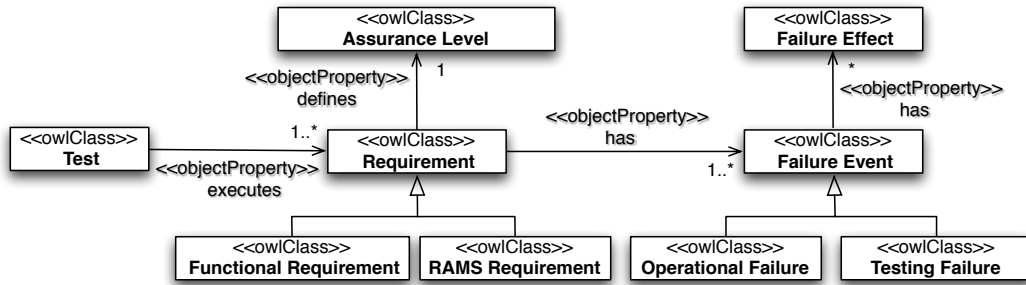 <<owlClass>>
Assurance Level
<<owlClass>>
Failure Effect
<<objectProperty>>
defines
1
*
<<objectProperty>>
has
<<owlClass>>
Test
1..*
<<objectProperty>>
executes
<<owlClass>>
Requirement
<<objectProperty>>
has
1..*
<<owlClass>>
Failure Event
<<owlClass>>
Functional Requirement
<<owlClass>>
RAMS Requirement
<<owlClass>>
Operational Failure
<<owlClass>>
Testing Failure